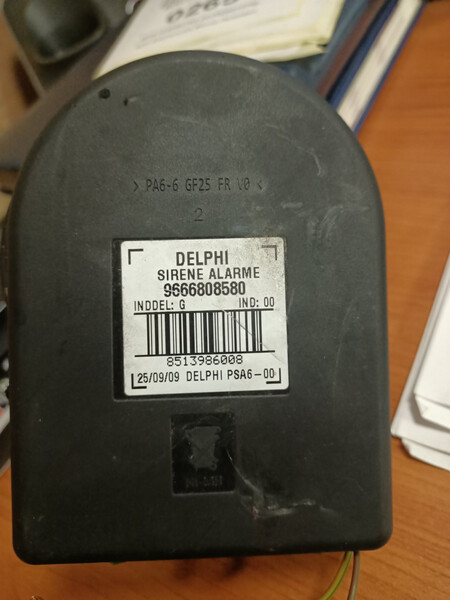 0265
> PA6-6 GF25 FR V0 <
2
DELPHI
SIRENE ALARME
9666808580
INDDEL: G IND: 00
8513986008
25/09/09 DELPHI PSA6-00